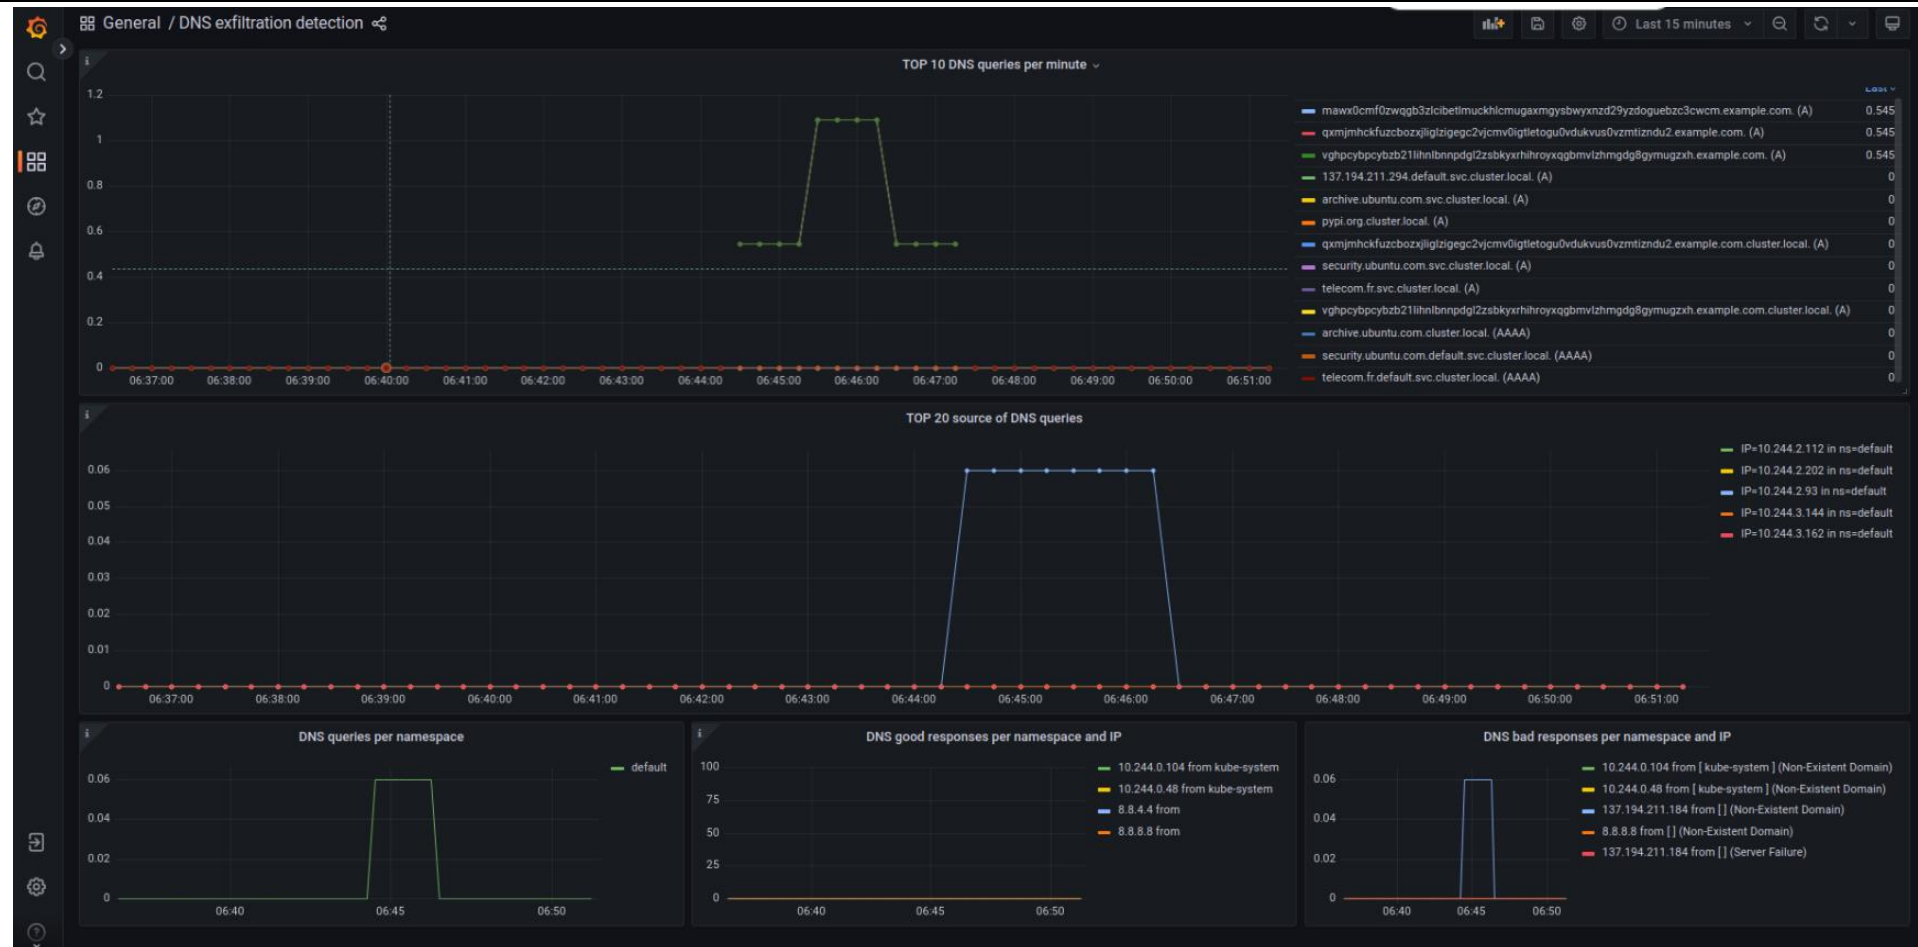 General / DNS exfiltration detection
Last 15 minutes
TOP 10 DNS queries per minute
Last
1.2
1
0.8
0.6
0.4
0.2
0
06:37:00 06:38:00 06:39:00 06:40:00 06:41:00 06:42:00 06:43:00 06:44:00 06:45:00 06:46:00 06:47:00 06:48:00 06:49:00 06:50:00 06:51:00
mawx0cmf0zwqgb3zlcibetlmuckhlcmugaxmgysbwyxnzd29yzdoguebzc3cwcm.example.com. (A) 0.545
qxmjmhckfuzcbozxjligIzigegc2vjcmv0igtletogu0vdukvus0vzmtizndu2.example.com. (A) 0.545
vghpcybpcybzb21lihnlbnnpdgl2zsbkyxrhihroyxqgbmvlzhmgdg8gymugzxh.example.com. (A) 0.545
137.194.211.294.default.svc.cluster.local. (A) 0
archive.ubuntu.com.svc.cluster.local. (A) 0
pypi.org.cluster.local. (A) 0
qxmjmhckfuzcbozxjligIzigegc2vjcmv0igtletogu0vdukvus0vzmtizndu2.example.com.cluster.local. (A) 0
security.ubuntu.com.svc.cluster.local. (A) 0
telecom.fr.svc.cluster.local. (A) 0
vghpcybpcybzb21lihnlbnnpdgl2zsbkyxrhihroyxqgbmvlzhmgdg8gymugzxh.example.com.cluster.local. (A) 0
archive.ubuntu.com.cluster.local. (AAAA) 0
security.ubuntu.com.default.svc.cluster.local. (AAAA) 0
telecom.fr.default.svc.cluster.local. (AAAA) 0
TOP 20 source of DNS queries
0.06
0.05
0.04
0.03
0.02
0.01
0
06:37:00 06:38:00 06:39:00 06:40:00 06:41:00 06:42:00 06:43:00 06:44:00 06:45:00 06:46:00 06:47:00 06:48:00 06:49:00 06:50:00 06:51:00
IP=10.244.2.112 in ns=default
IP=10.244.2.202 in ns=default
IP=10.244.2.93 in ns=default
IP=10.244.3.144 in ns=default
IP=10.244.3.162 in ns=default
DNS queries per namespace
0.06
0.04
0.02
0
06:40 06:45 06:50
default
DNS good responses per namespace and IP
100
75
50
25
0
06:40 06:45 06:50
10.244.0.104 from kube-system
10.244.0.48 from kube-system
8.8.4.4 from
8.8.8.8 from
DNS bad responses per namespace and IP
0.06
0.04
0.02
0
06:40 06:45 06:50
10.244.0.104 from [ kube-system ] (Non-Existent Domain)
10.244.0.48 from [ kube-system ] (Non-Existent Domain)
137.194.211.184 from [ ] (Non-Existent Domain)
8.8.8.8 from [ ] (Non-Existent Domain)
137.194.211.184 from [ ] (Server Failure)